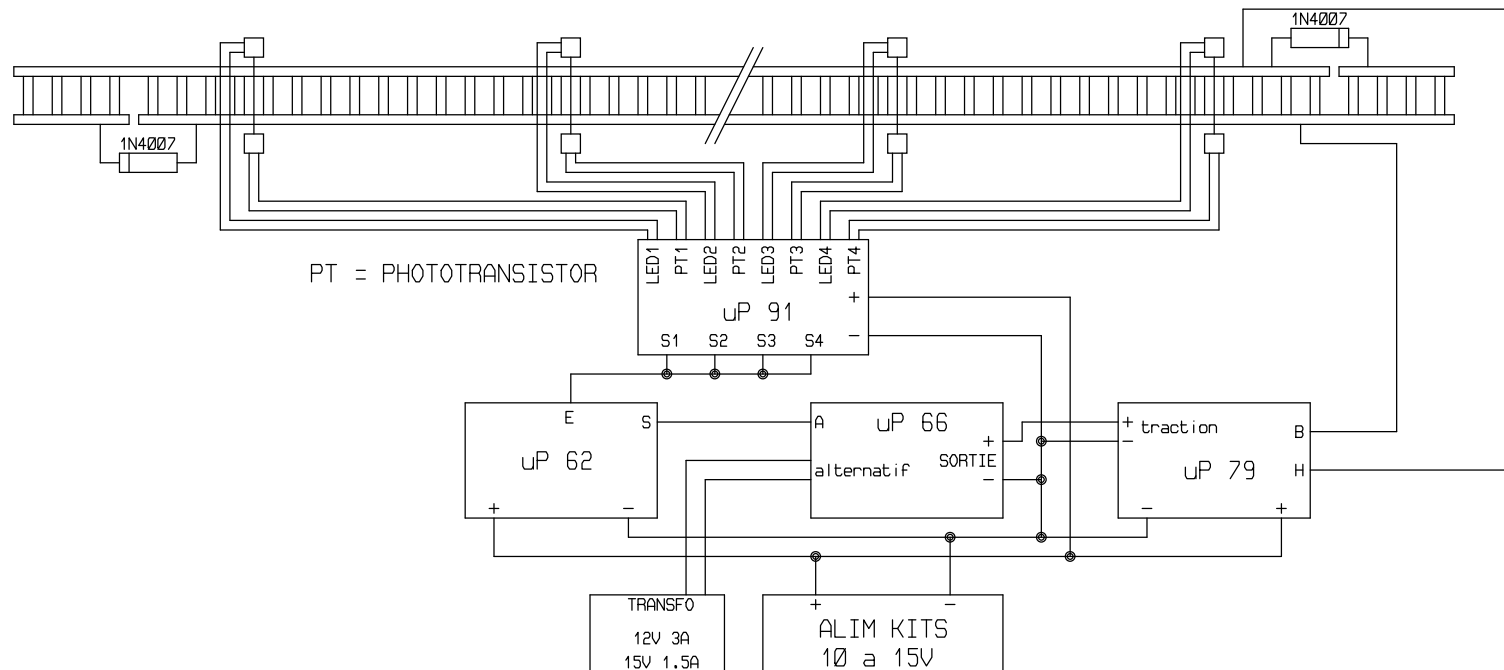 1N4007
1N4007
PT = PHOTOTRANSISTOR
LED1
PT1
LED2
PT2
LED3
PT3
LED4
PT4
uP 91
+
-
S1 S2 S3 S4
E
S
uP 62
+ -
A
uP 66
alternatif
+
SORTIE
-
+ traction
-
B
uP 79
H
- +
TRANSFO
12V 3A
15V 1.5A
+ -
ALIM KITS
10 a 15V